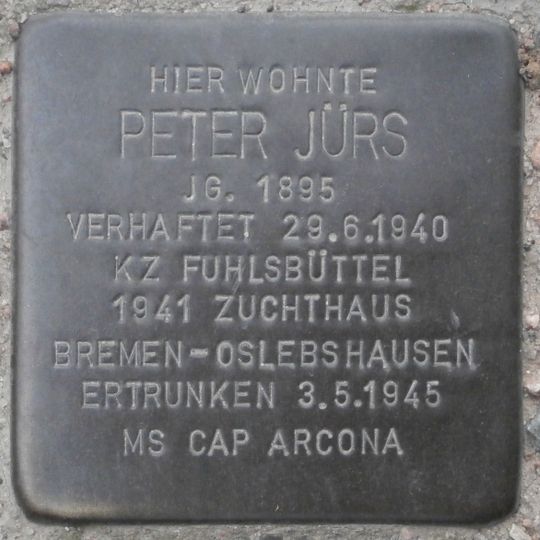 HIER WOHNTE
PETER JÜRS
JG. 1895
VERHAFTET 29.6.1940
KZ FUHLSBÜTTEL
1941 ZUCHTHAUS
BREMEN-OSLEBSHAUSEN
ERTRUNKEN 3.5.1945
MS CAP ARCONA